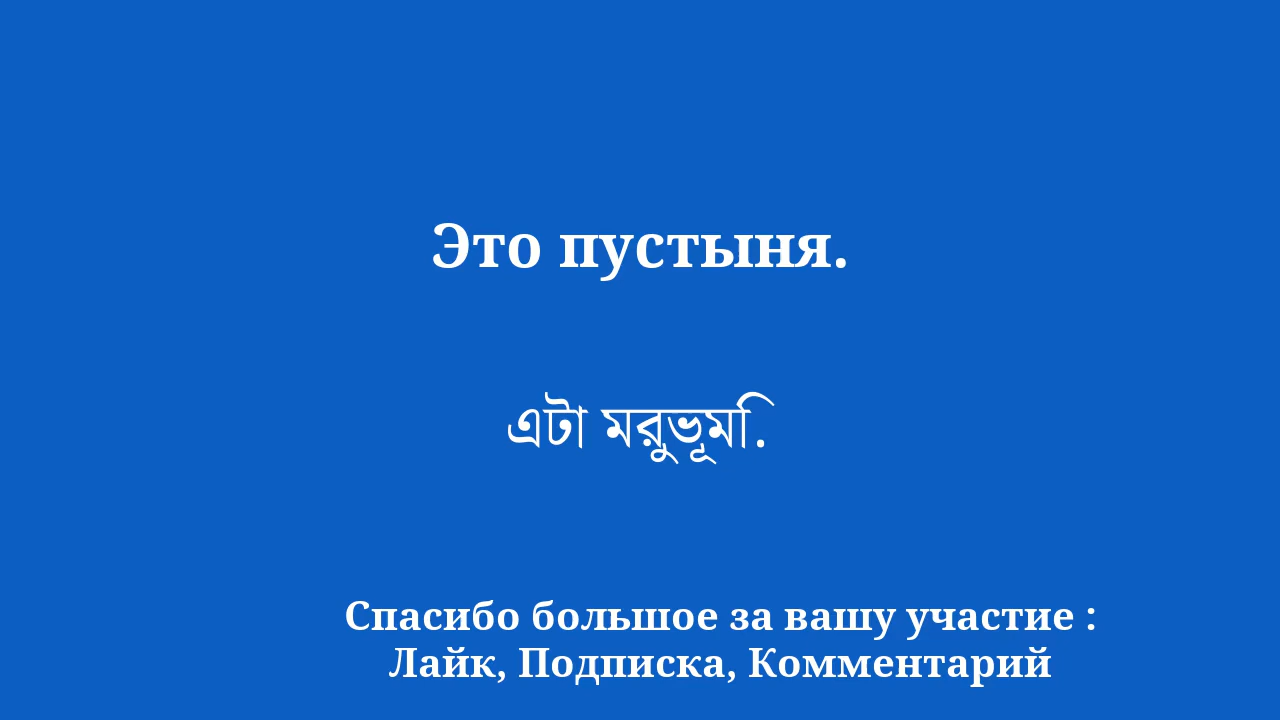 Это пустыня.
এটা মরুভূমি.
Спасибо большое за вашу участие :
Лайк, Подписка, Комментарий